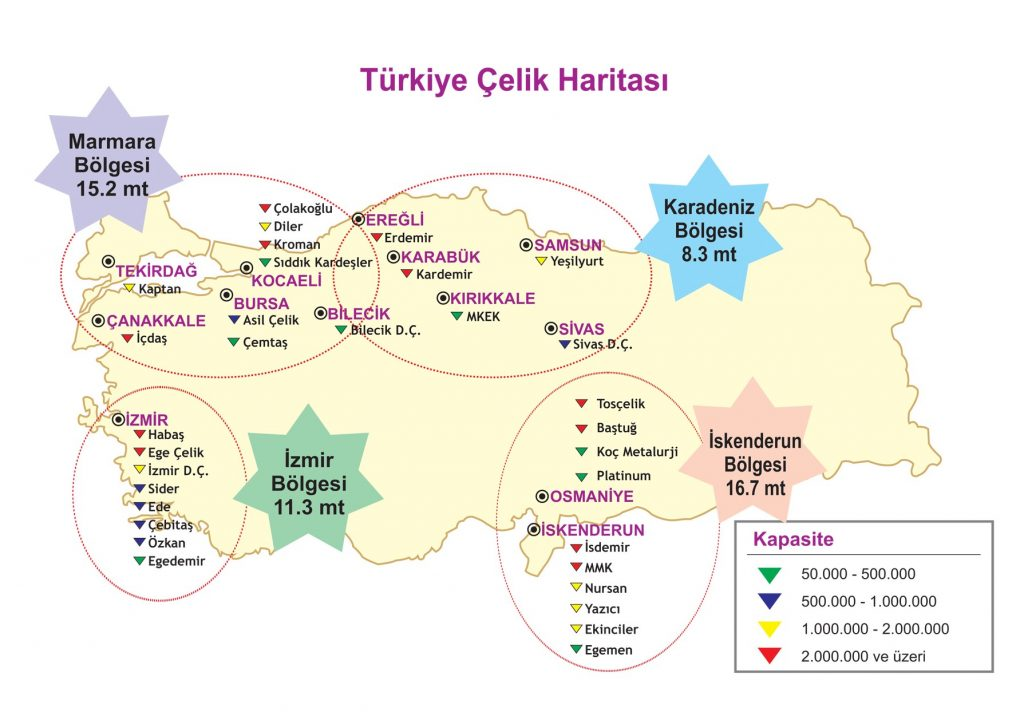 Türkiye Çelik Haritası
Marmara
Bölgesi
15.2 mt
Karadeniz
Bölgesi
8.3 mt
TEKİRDAĞ
Kaptan
ÇANAKKALE
İçdaş
Çolakoğlu
Diler
Kroman
Sıddık Kardeşler
KOCAELİ
BURSA
Asil Çelik
Çemtaş
BİLECİK
Bilecik D.Ç.
EREĞLİ
Erdemir
KARABÜK
Kardemir
KIRIKKALE
MKEK
SAMSUN
Yeşilyurt
SİVAS
Sivas D.Ç.
İZMİR
Habaş
Ege Çelik
İzmir D.Ç.
Sider
Ede
Çebitaş
Özkan
Egedemir
İzmir
Bölgesi
11.3 mt
Tosçelik
Baştuğ
Koç Metalurji
Platinum
OSMANİYE
İSKENDERUN
İsdemir
MMK
Nursan
Yazıcı
Ekinciler
Egemen
İskenderun
Bölgesi
16.7 mt
Kapasite
50.000 - 500.000
500.000 - 1.000.000
1.000.000 - 2.000.000
2.000.000 ve üzeri